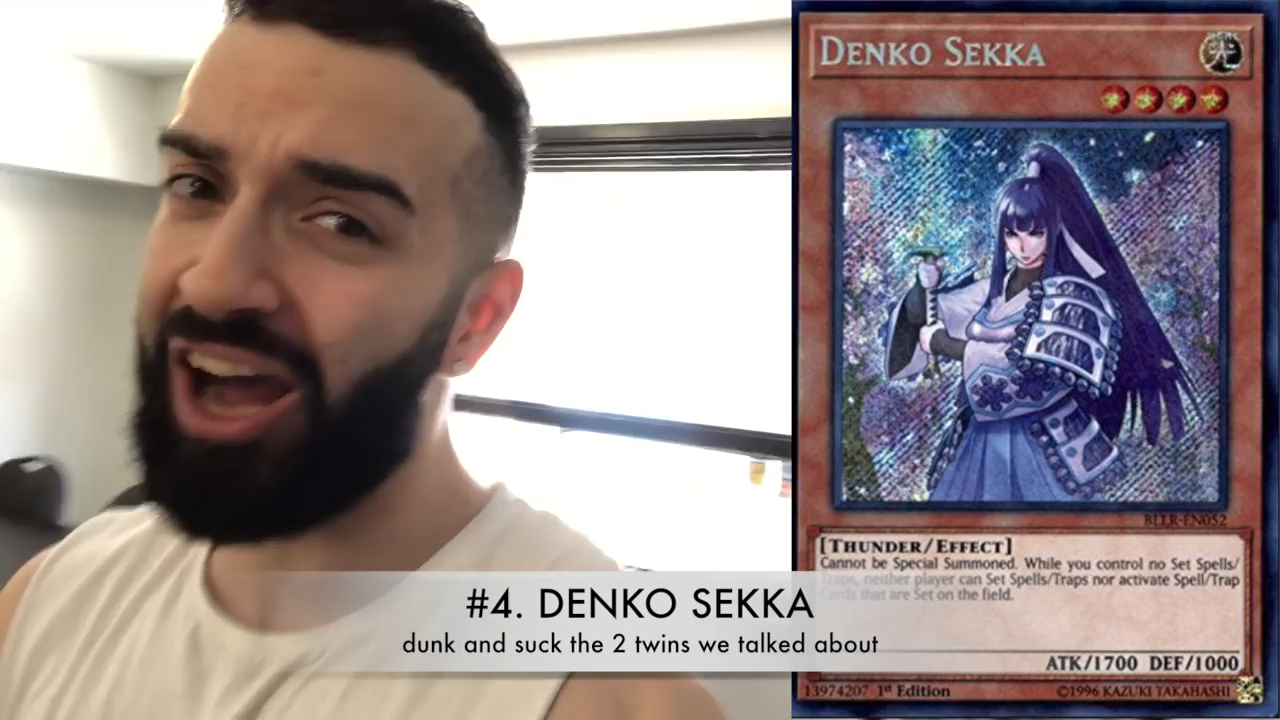 DENKO SEKKA
[THUNDER/EFFECT]
Cannot be Special Summoned. While you control no Set Spells/
Traps, neither player can Set Spells/Traps nor activate Spell/Trap
Cards that are Set on the field.
BLLR-EN052
ATK/1700 DEF/1000
13974207 1st Edition
©1996 KAZUKI TAKAHASHI
#4. DENKO SEKKA
dunk and suck the 2 twins we talked about